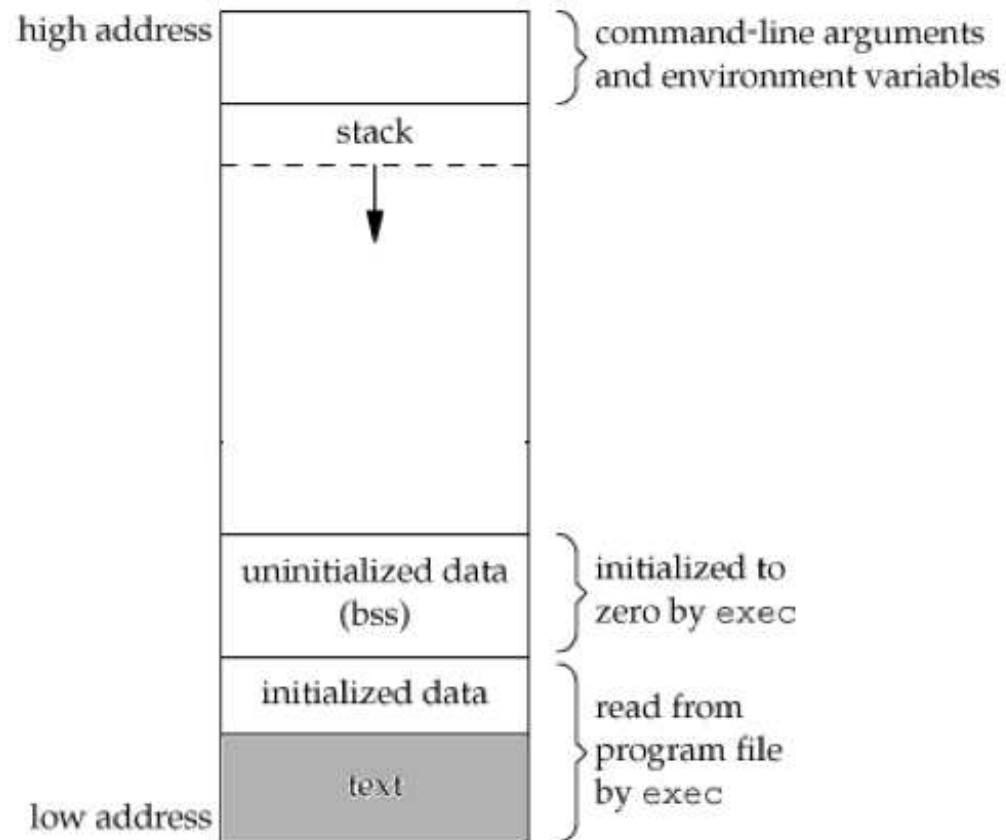 high address
command-line arguments
and environment variables
stack
uninitialized data
(bss)
initialized to
zero by exec
initialized data
read from
program file
by exec
text
low address